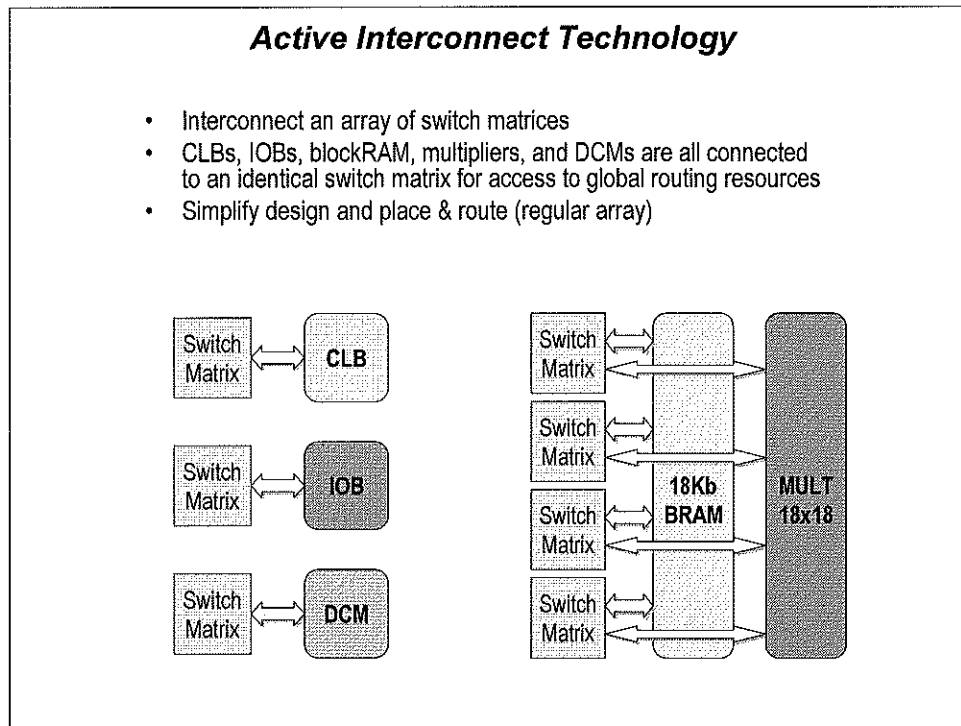 Active Interconnect Technology
• Interconnect an array of switch matrices
• CLBs, IOBs, blockRAM, multipliers, and DCMs are all connected
to an identical switch matrix for access to global routing resources
• Simplify design and place & route (regular array)
Switch
Matrix
CLB
Switch
Matrix
IOB
Switch
Matrix
DCM
Switch
Matrix
Switch
Matrix
Switch
Matrix
Switch
Matrix
18Kb
BRAM
MULT
18x18